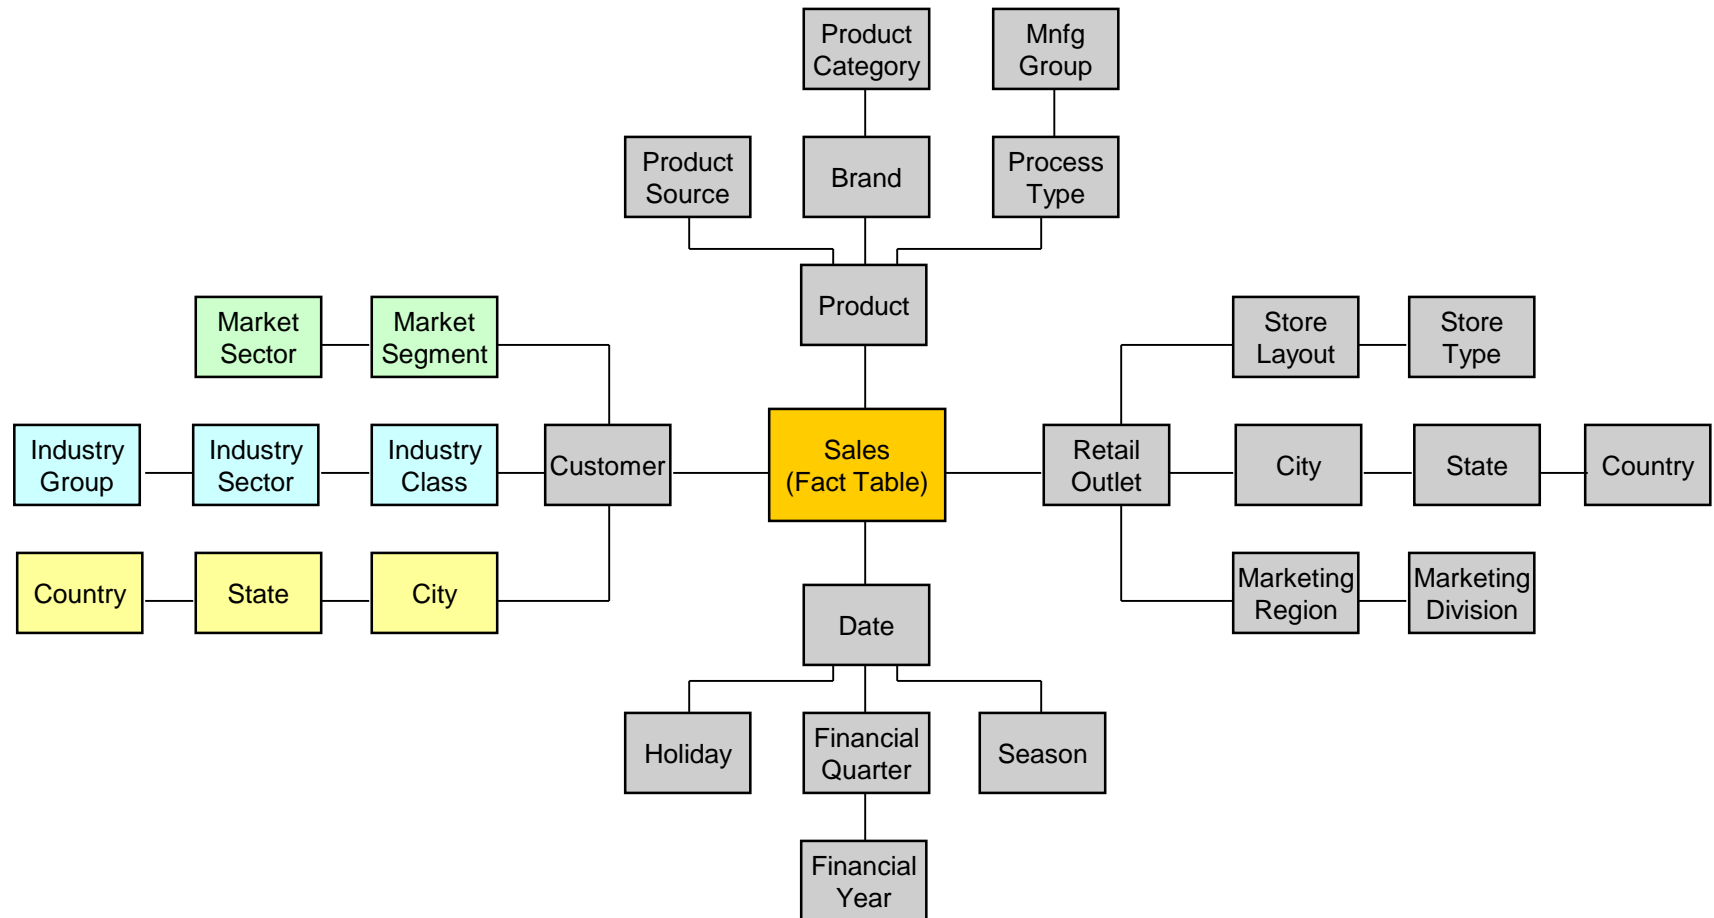 Product
Category
Mnfg
Group
Product
Source
Brand
Process
Type
Product
Market
Sector
Market
Segment
Store
Layout
Store
Type
Industry
Group
Industry
Sector
Industry
Class
Customer
Sales
(Fact Table)
Retail
Outlet
City
State
Country
Country
State
City
Date
Marketing
Region
Marketing
Division
Holiday
Financial
Quarter
Season
Financial
Year